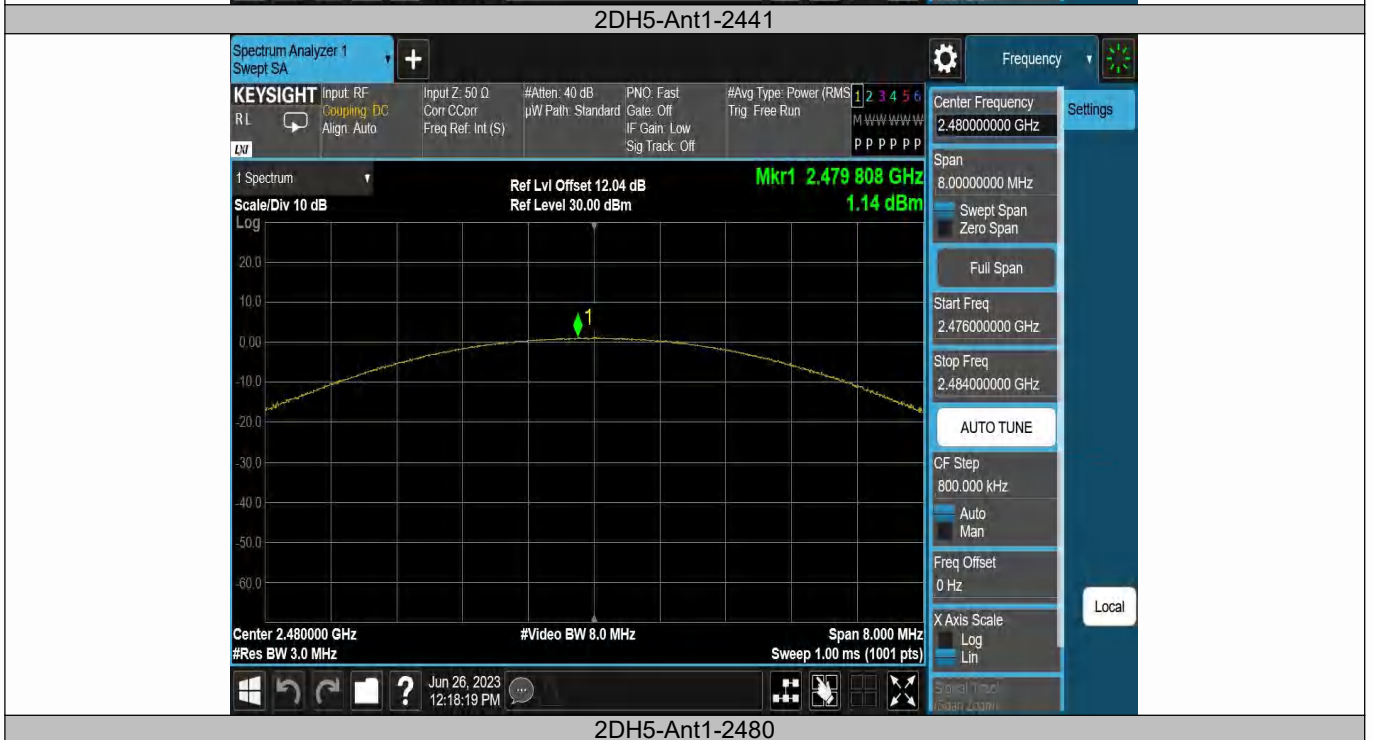 2DH5-Ant1-2441
Spectrum Analyzer 1
Swept SA
+
Frequency
KEYSIGHT
RL
LXI
Input: RF
Coupling: DC
Align: Auto
Input Z: 50 Ω
Corr CCorr
Freq Ref: Int (S)
#Atten: 40 dB
µW Path: Standard
PNO: Fast
Gate: Off
IF Gain: Low
Sig Track: Off
#Avg Type: Power (RMS
Trig: Free Run
1 2 3 4 5 6
M W W W W W
P P P P P P
1 Spectrum
Scale/Div 10 dB
Log
Ref Lvl Offset 12.04 dB
Ref Level 30.00 dBm
Mkr1 2.479 808 GHz
1.14 dBm
20.0
10.0
0.00
-10.0
-20.0
-30.0
-40.0
-50.0
-60.0
1
Center 2.480000 GHz
#Res BW 3.0 MHz
#Video BW 8.0 MHz
Span 8.000 MHz
Sweep 1.00 ms (1001 pts)
Center Frequency
2.480000000 GHz
Settings
Span
8.00000000 MHz
Swept Span
Zero Span
Full Span
Start Freq
2.476000000 GHz
Stop Freq
2.484000000 GHz
AUTO TUNE
CF Step
800.000 kHz
Auto
Man
Freq Offset
0 Hz
X Axis Scale
Log
Lin
Local
Signal Track
(Span Zoom)
?
Jun 26, 2023
12:18:19 PM
2DH5-Ant1-2480